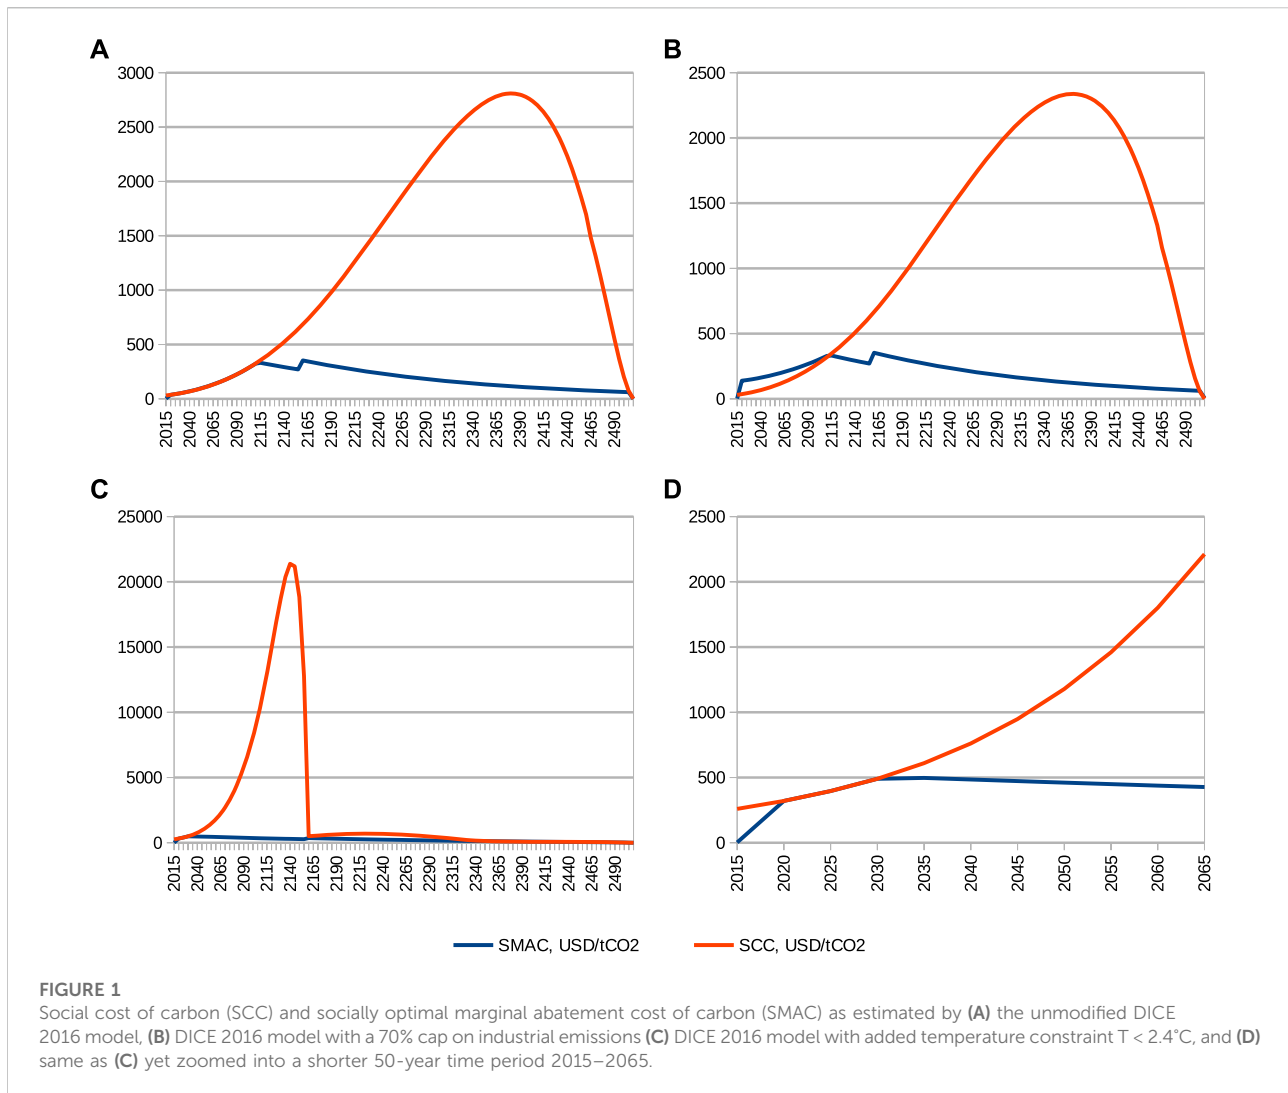 A
3000
2500
2000
1500
1000
500
0
2015 2040 2065 2090 2115 2140 2165 2190 2215 2240 2265 2290 2315 2340 2365 2390 2415 2440 2465 2490
B
2500
2000
1500
1000
500
0
2015 2040 2065 2090 2115 2140 2165 2190 2215 2240 2265 2290 2315 2340 2365 2390 2415 2440 2465 2490
C
25000
20000
15000
10000
5000
0
2015 2040 2065 2090 2115 2140 2165 2190 2215 2240 2265 2290 2315 2340 2365 2390 2415 2440 2465 2490
D
2500
2000
1500
1000
500
0
2015 2020 2025 2030 2035 2040 2045 2050 2055 2060 2065
SMAC, USD/tCO2 SCC, USD/tCO2
FIGURE 1
Social cost of carbon (SCC) and socially optimal marginal abatement cost of carbon (SMAC) as estimated by (A) the unmodified DICE
2016 model, (B) DICE 2016 model with a 70% cap on industrial emissions (C) DICE 2016 model with added temperature constraint T < 2.4°C, and (D)
same as (C) yet zoomed into a shorter 50-year time period 2015–2065.